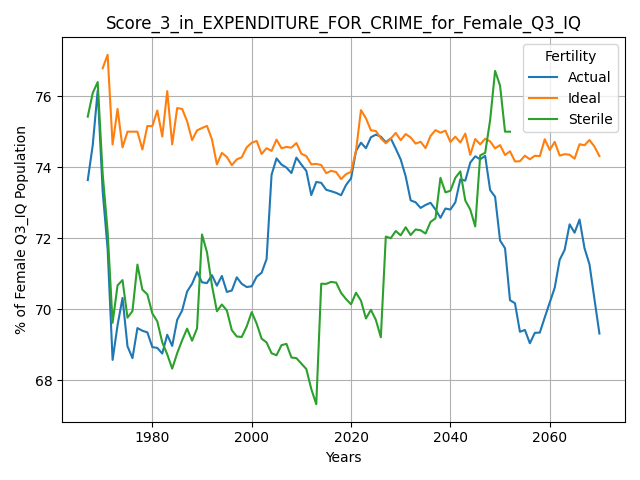 Score_3_in_EXPENDITURE_FOR_CRIME_for_Female_Q3_IQ
Fertility
Actual
Ideal
Sterile
% of Female Q3_IQ Population
76
74
72
70
68
1980
2000
2020
2040
2060
Years